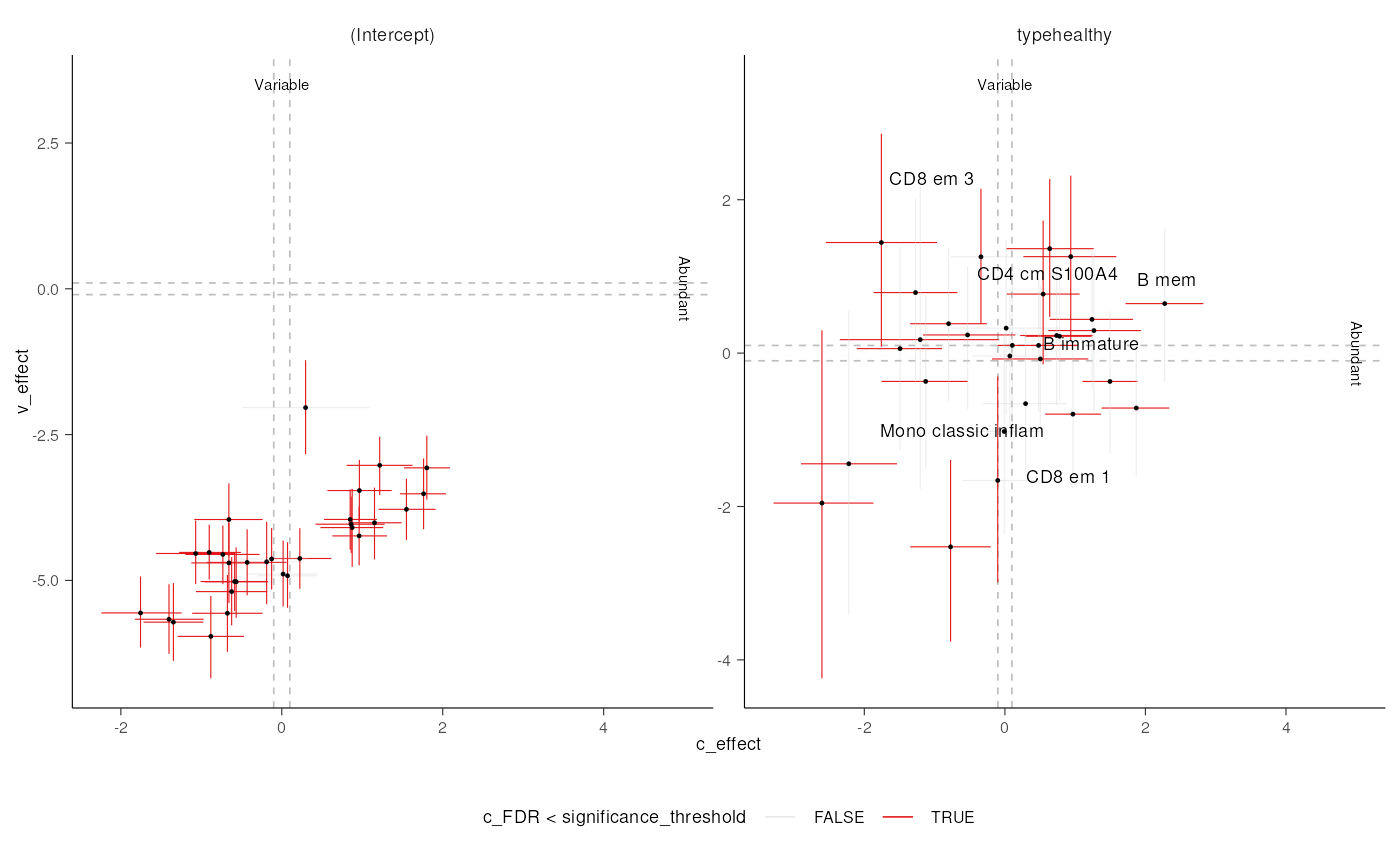 (Intercept)
typehealthy
Variable
Variable
2.5
0.0
-2.5
-5.0
v_effect
Abundant
2
0
-2
-4
CD8 em 3
CD4 cm S100A4
B mem
B immature
Mono classic inflam
CD8 em 1
Abundant
-2
0
2
4
-2
0
2
4
c_effect
c_FDR < significance_threshold
FALSE
TRUE